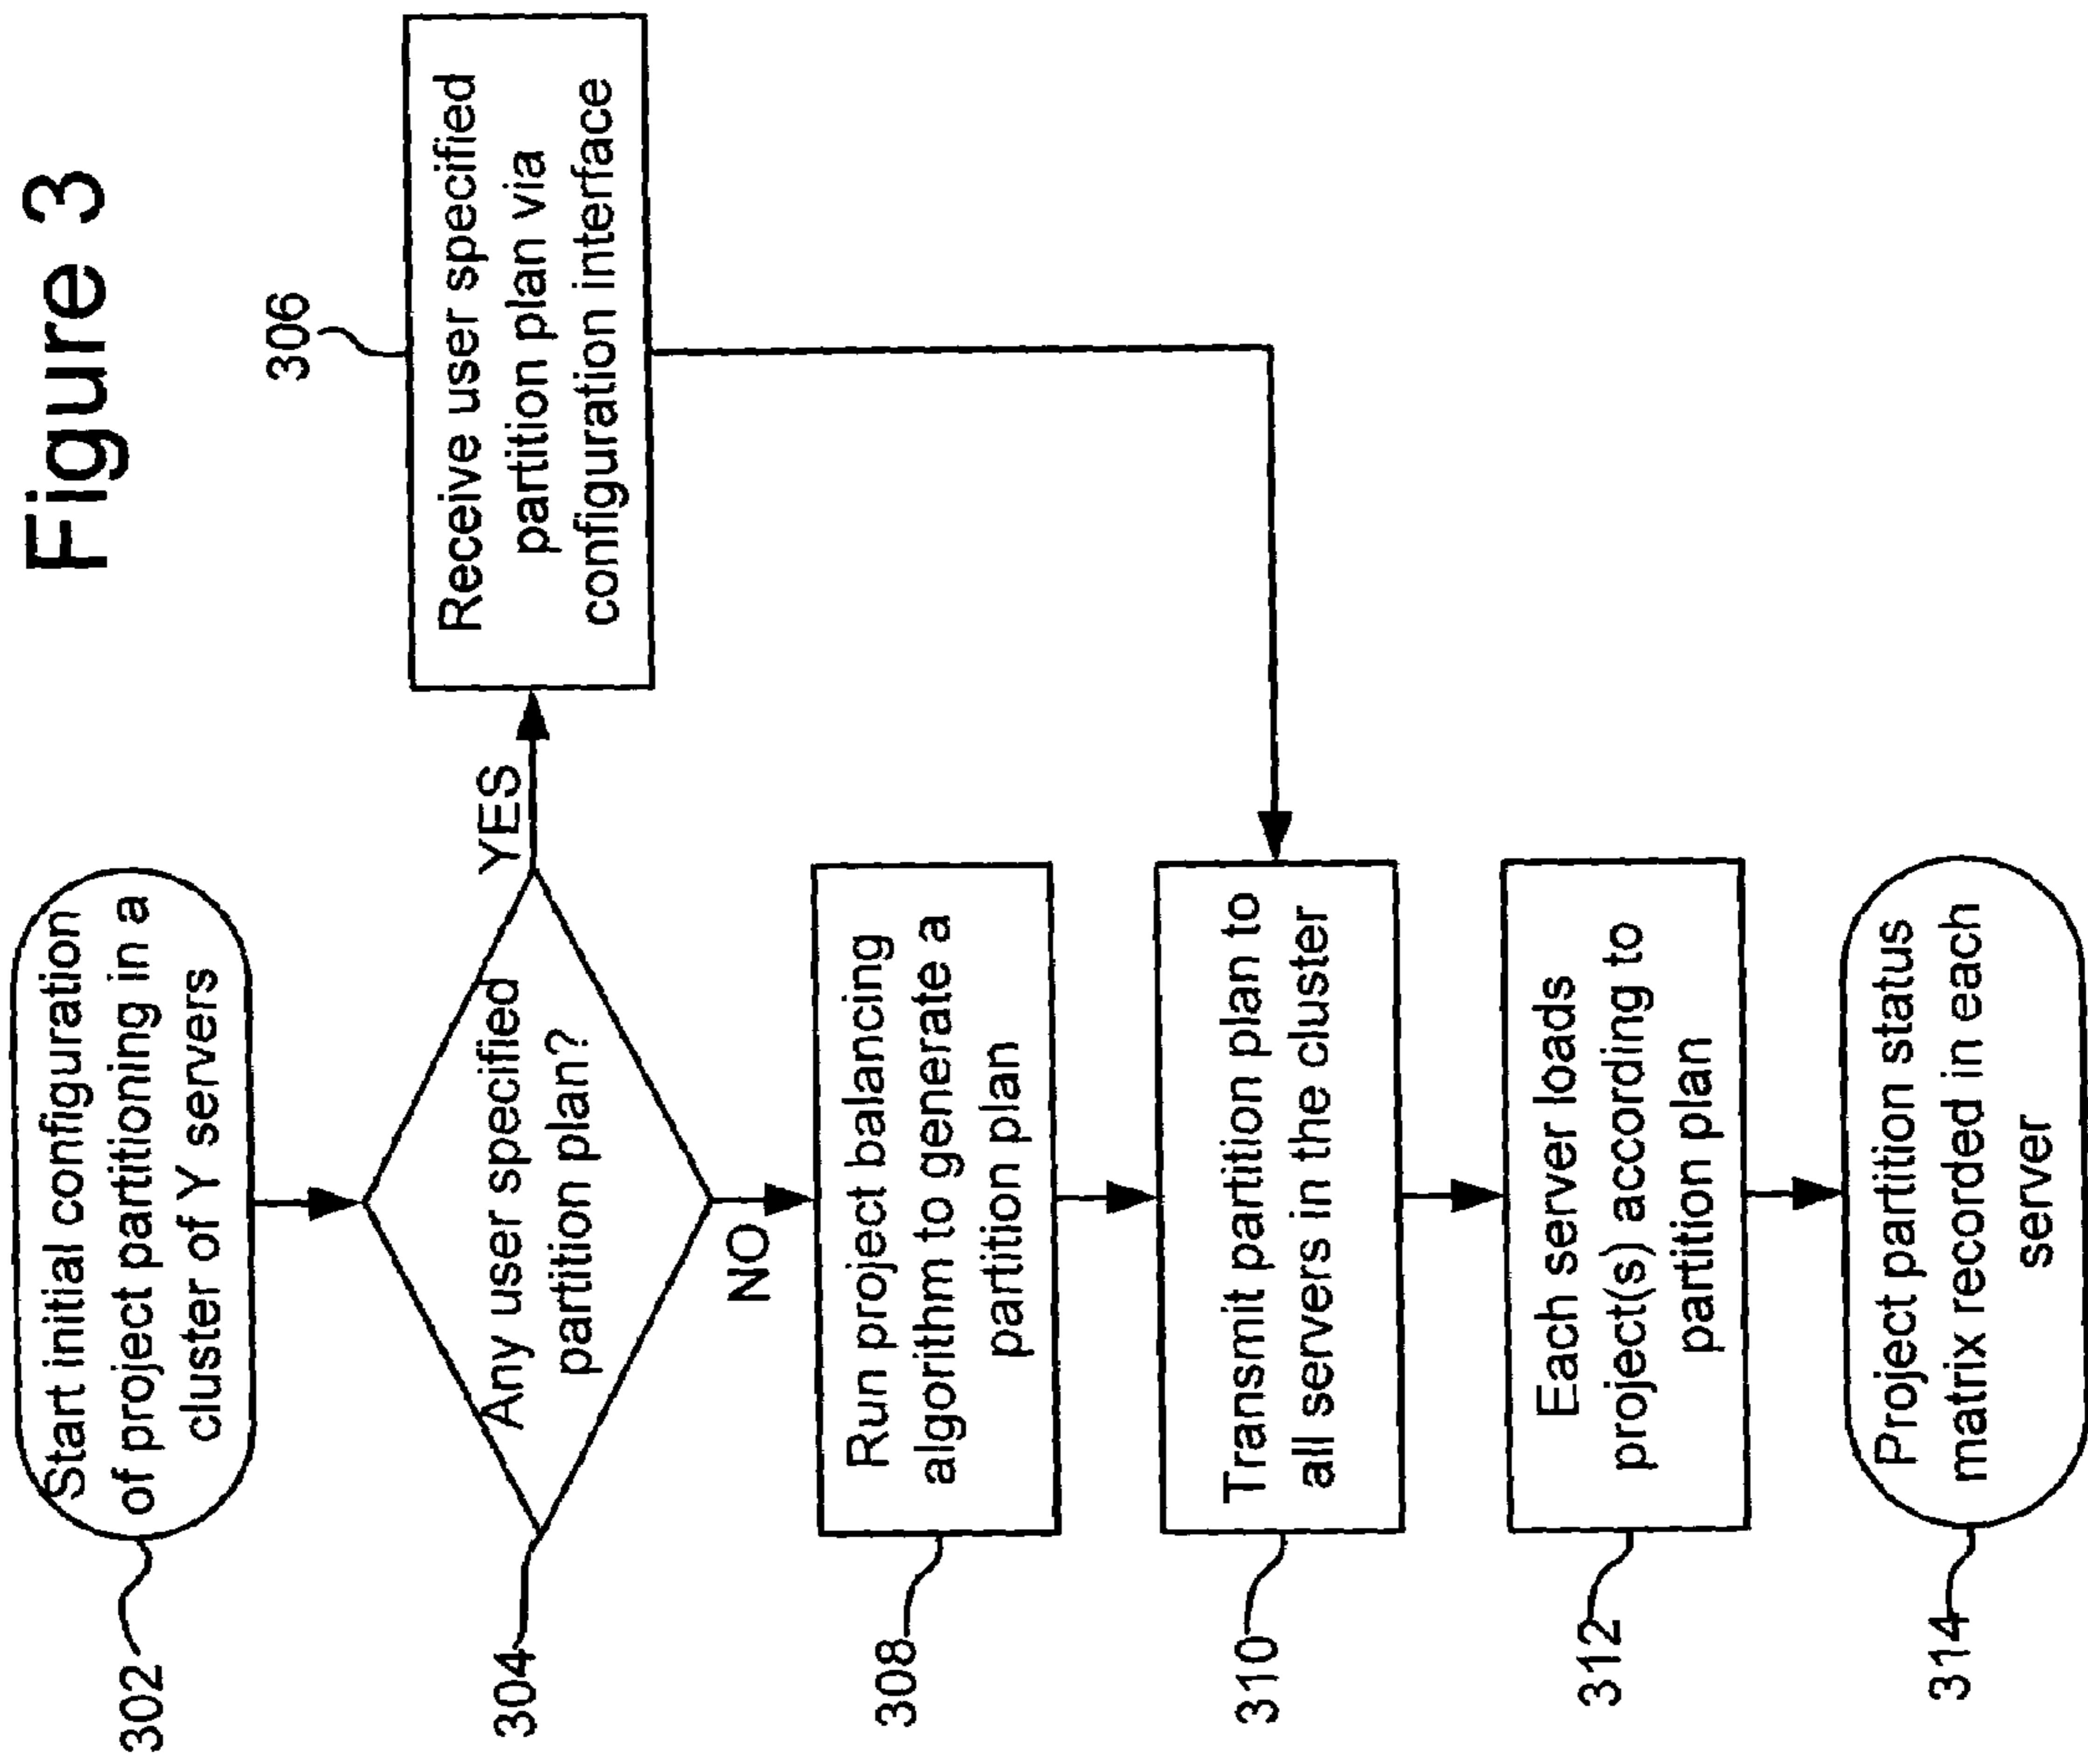 Figure 3
302
Start initial configuration
of project partitioning in a
cluster of Y servers
304
Any user specified
partition plan?
YES
NO
306
Receive user specified
partition plan via
configuration interface
308
Run project balancing
algorithm to generate a
partition plan
310
Transmit partition plan to
all servers in the cluster
312
Each server loads
project(s) according to
partition plan
314
Project partition status
matrix recorded in each
server